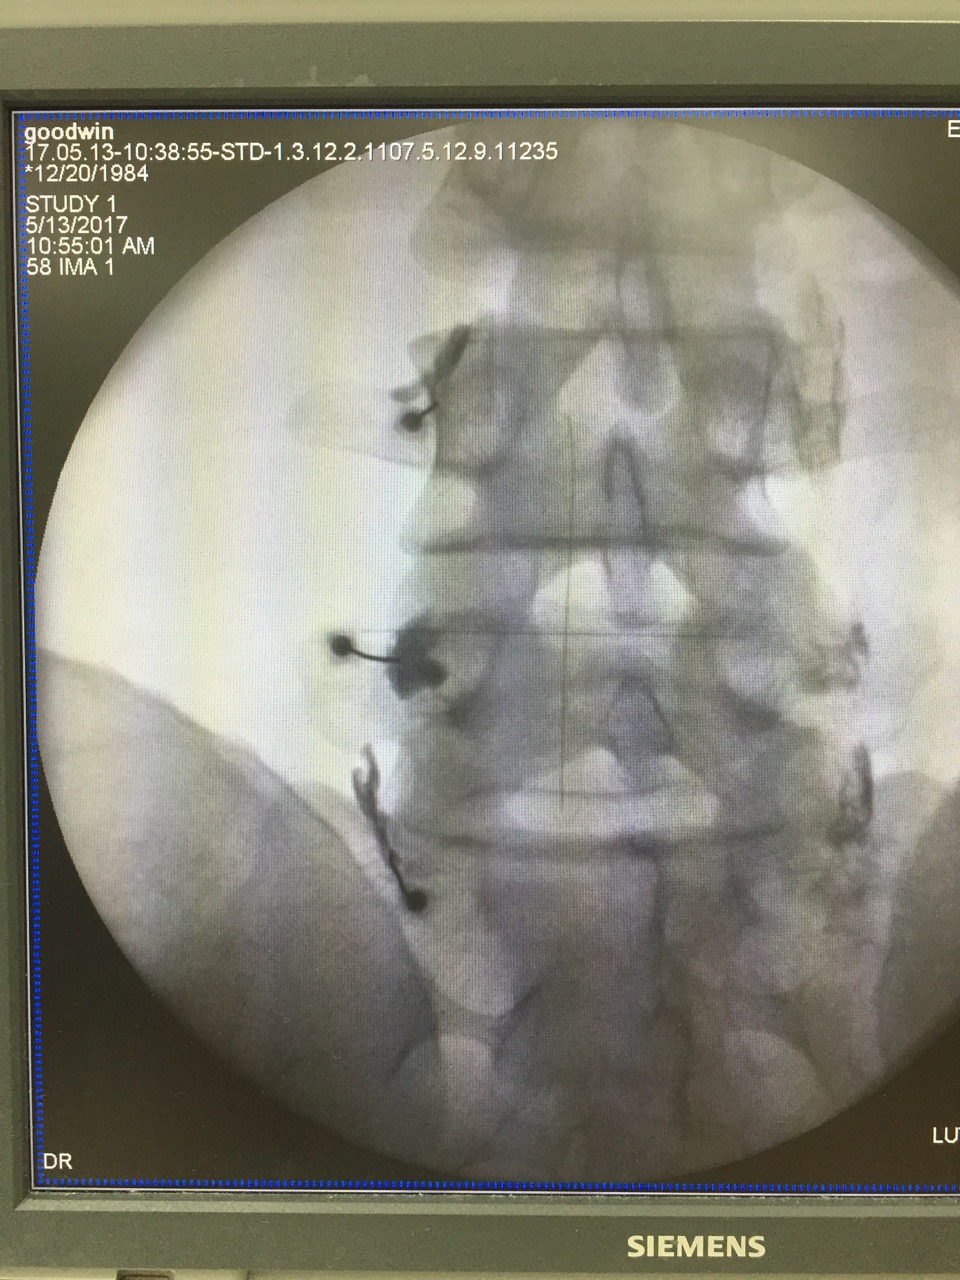 goodwin
17.05.13-10:38:55-STD-1.3.12.2.1107.5.12.9.11235
*12/20/1984
STUDY 1
5/13/2017
10:55:01 AM
58 IMA 1
DR
SIEMENS